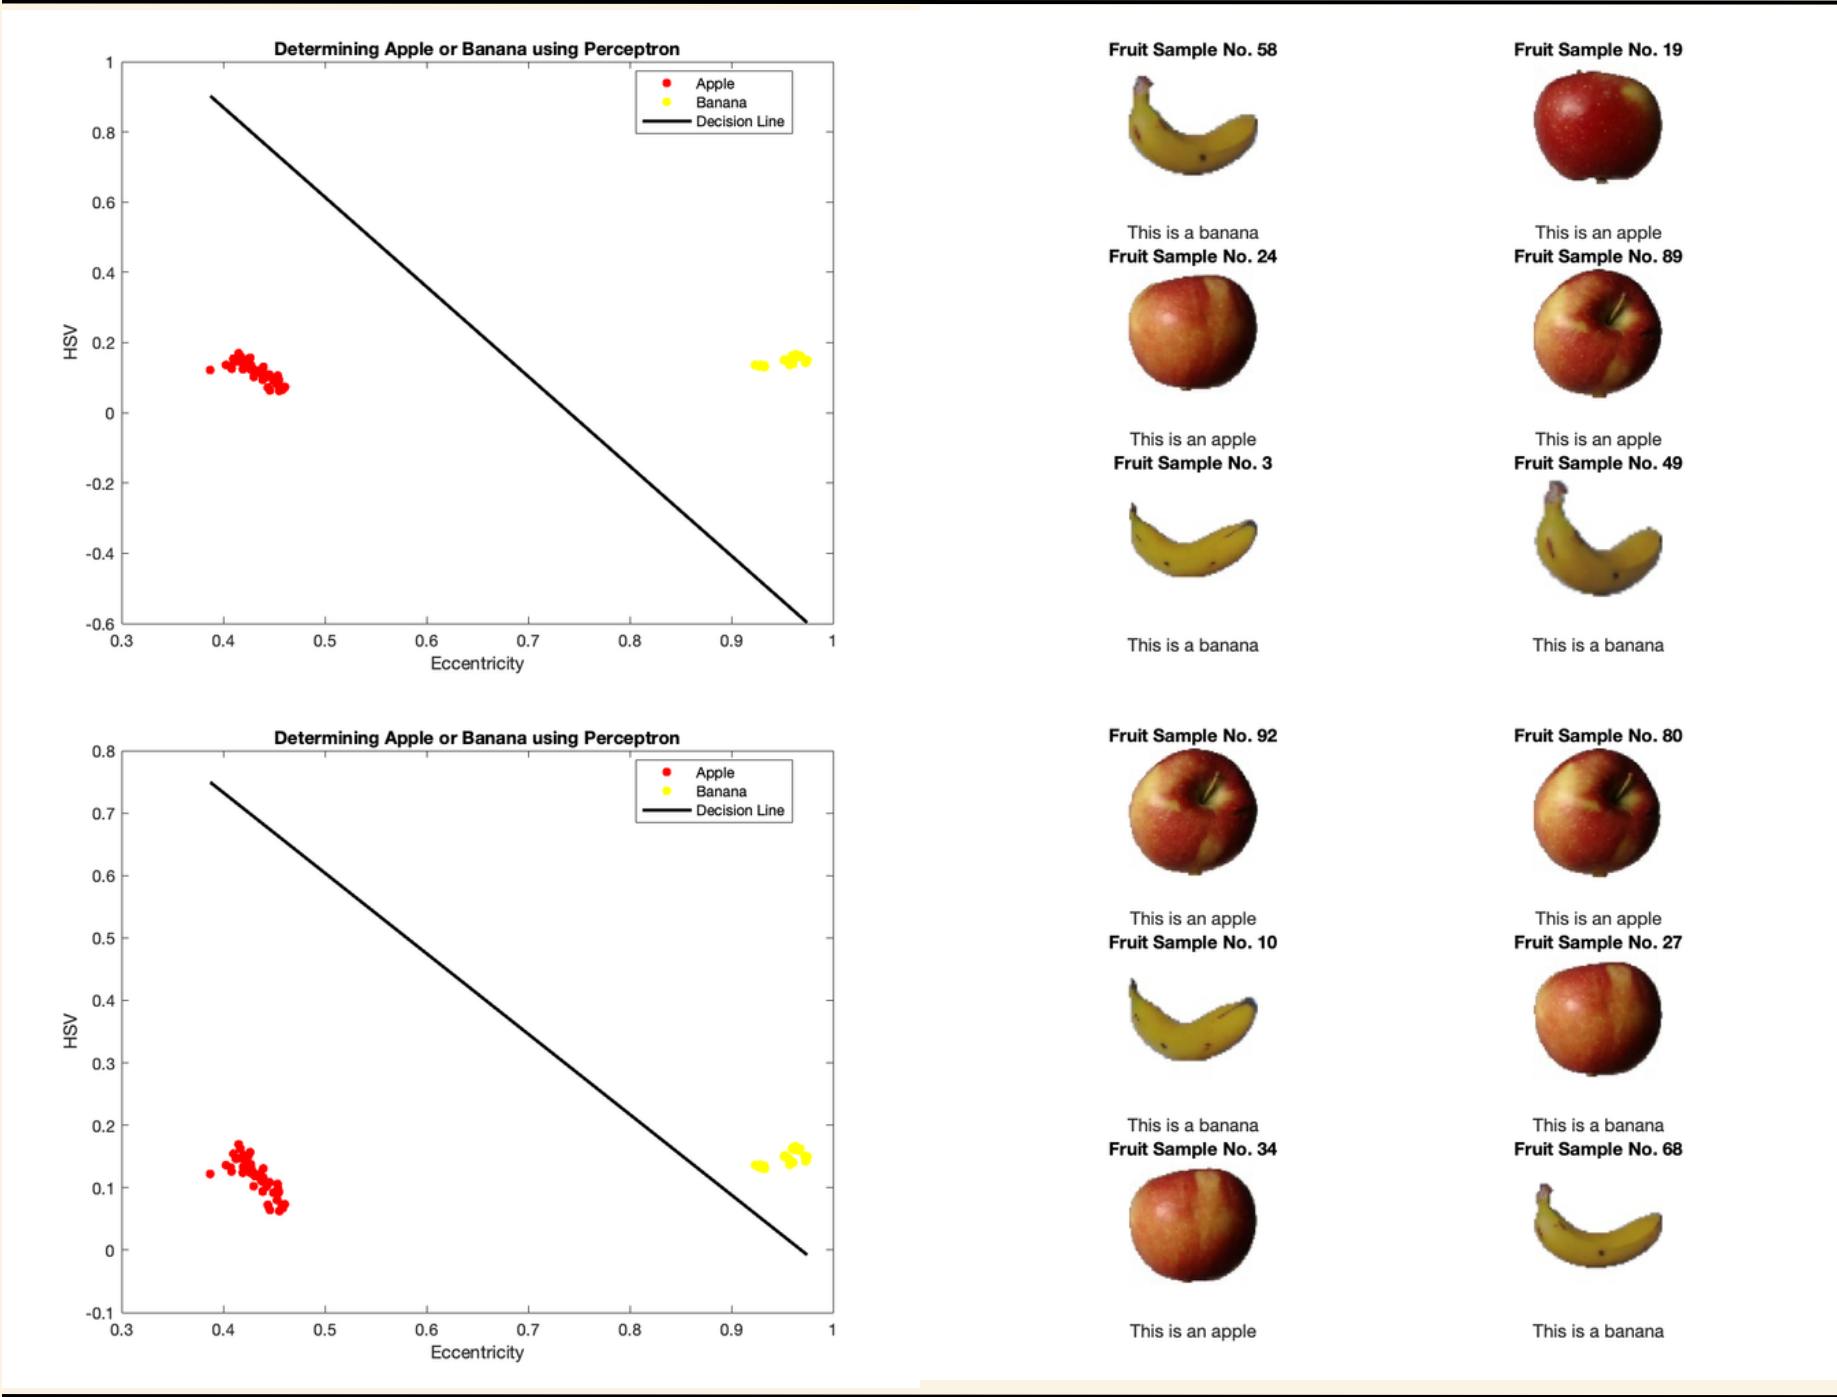 Determining Apple or Banana using Perceptron
Apple
Banana
Decision Line
1
0.8
0.6
0.4
0.2
0
-0.2
-0.4
-0.6
HSV
0.3 0.4 0.5 0.6 0.7 0.8 0.9 1
Eccentricity
Fruit Sample No. 58
Fruit Sample No. 19
This is a banana
This is an apple
Fruit Sample No. 24
Fruit Sample No. 89
This is an apple
This is an apple
Fruit Sample No. 3
Fruit Sample No. 49
This is a banana
This is a banana
Determining Apple or Banana using Perceptron
Apple
Banana
Decision Line
0.8
0.7
0.6
0.5
0.4
0.3
0.2
0.1
0
-0.1
HSV
0.3 0.4 0.5 0.6 0.7 0.8 0.9 1
Eccentricity
Fruit Sample No. 92
Fruit Sample No. 80
This is an apple
This is an apple
Fruit Sample No. 10
Fruit Sample No. 27
This is a banana
This is a banana
Fruit Sample No. 34
Fruit Sample No. 68
This is an apple
This is a banana